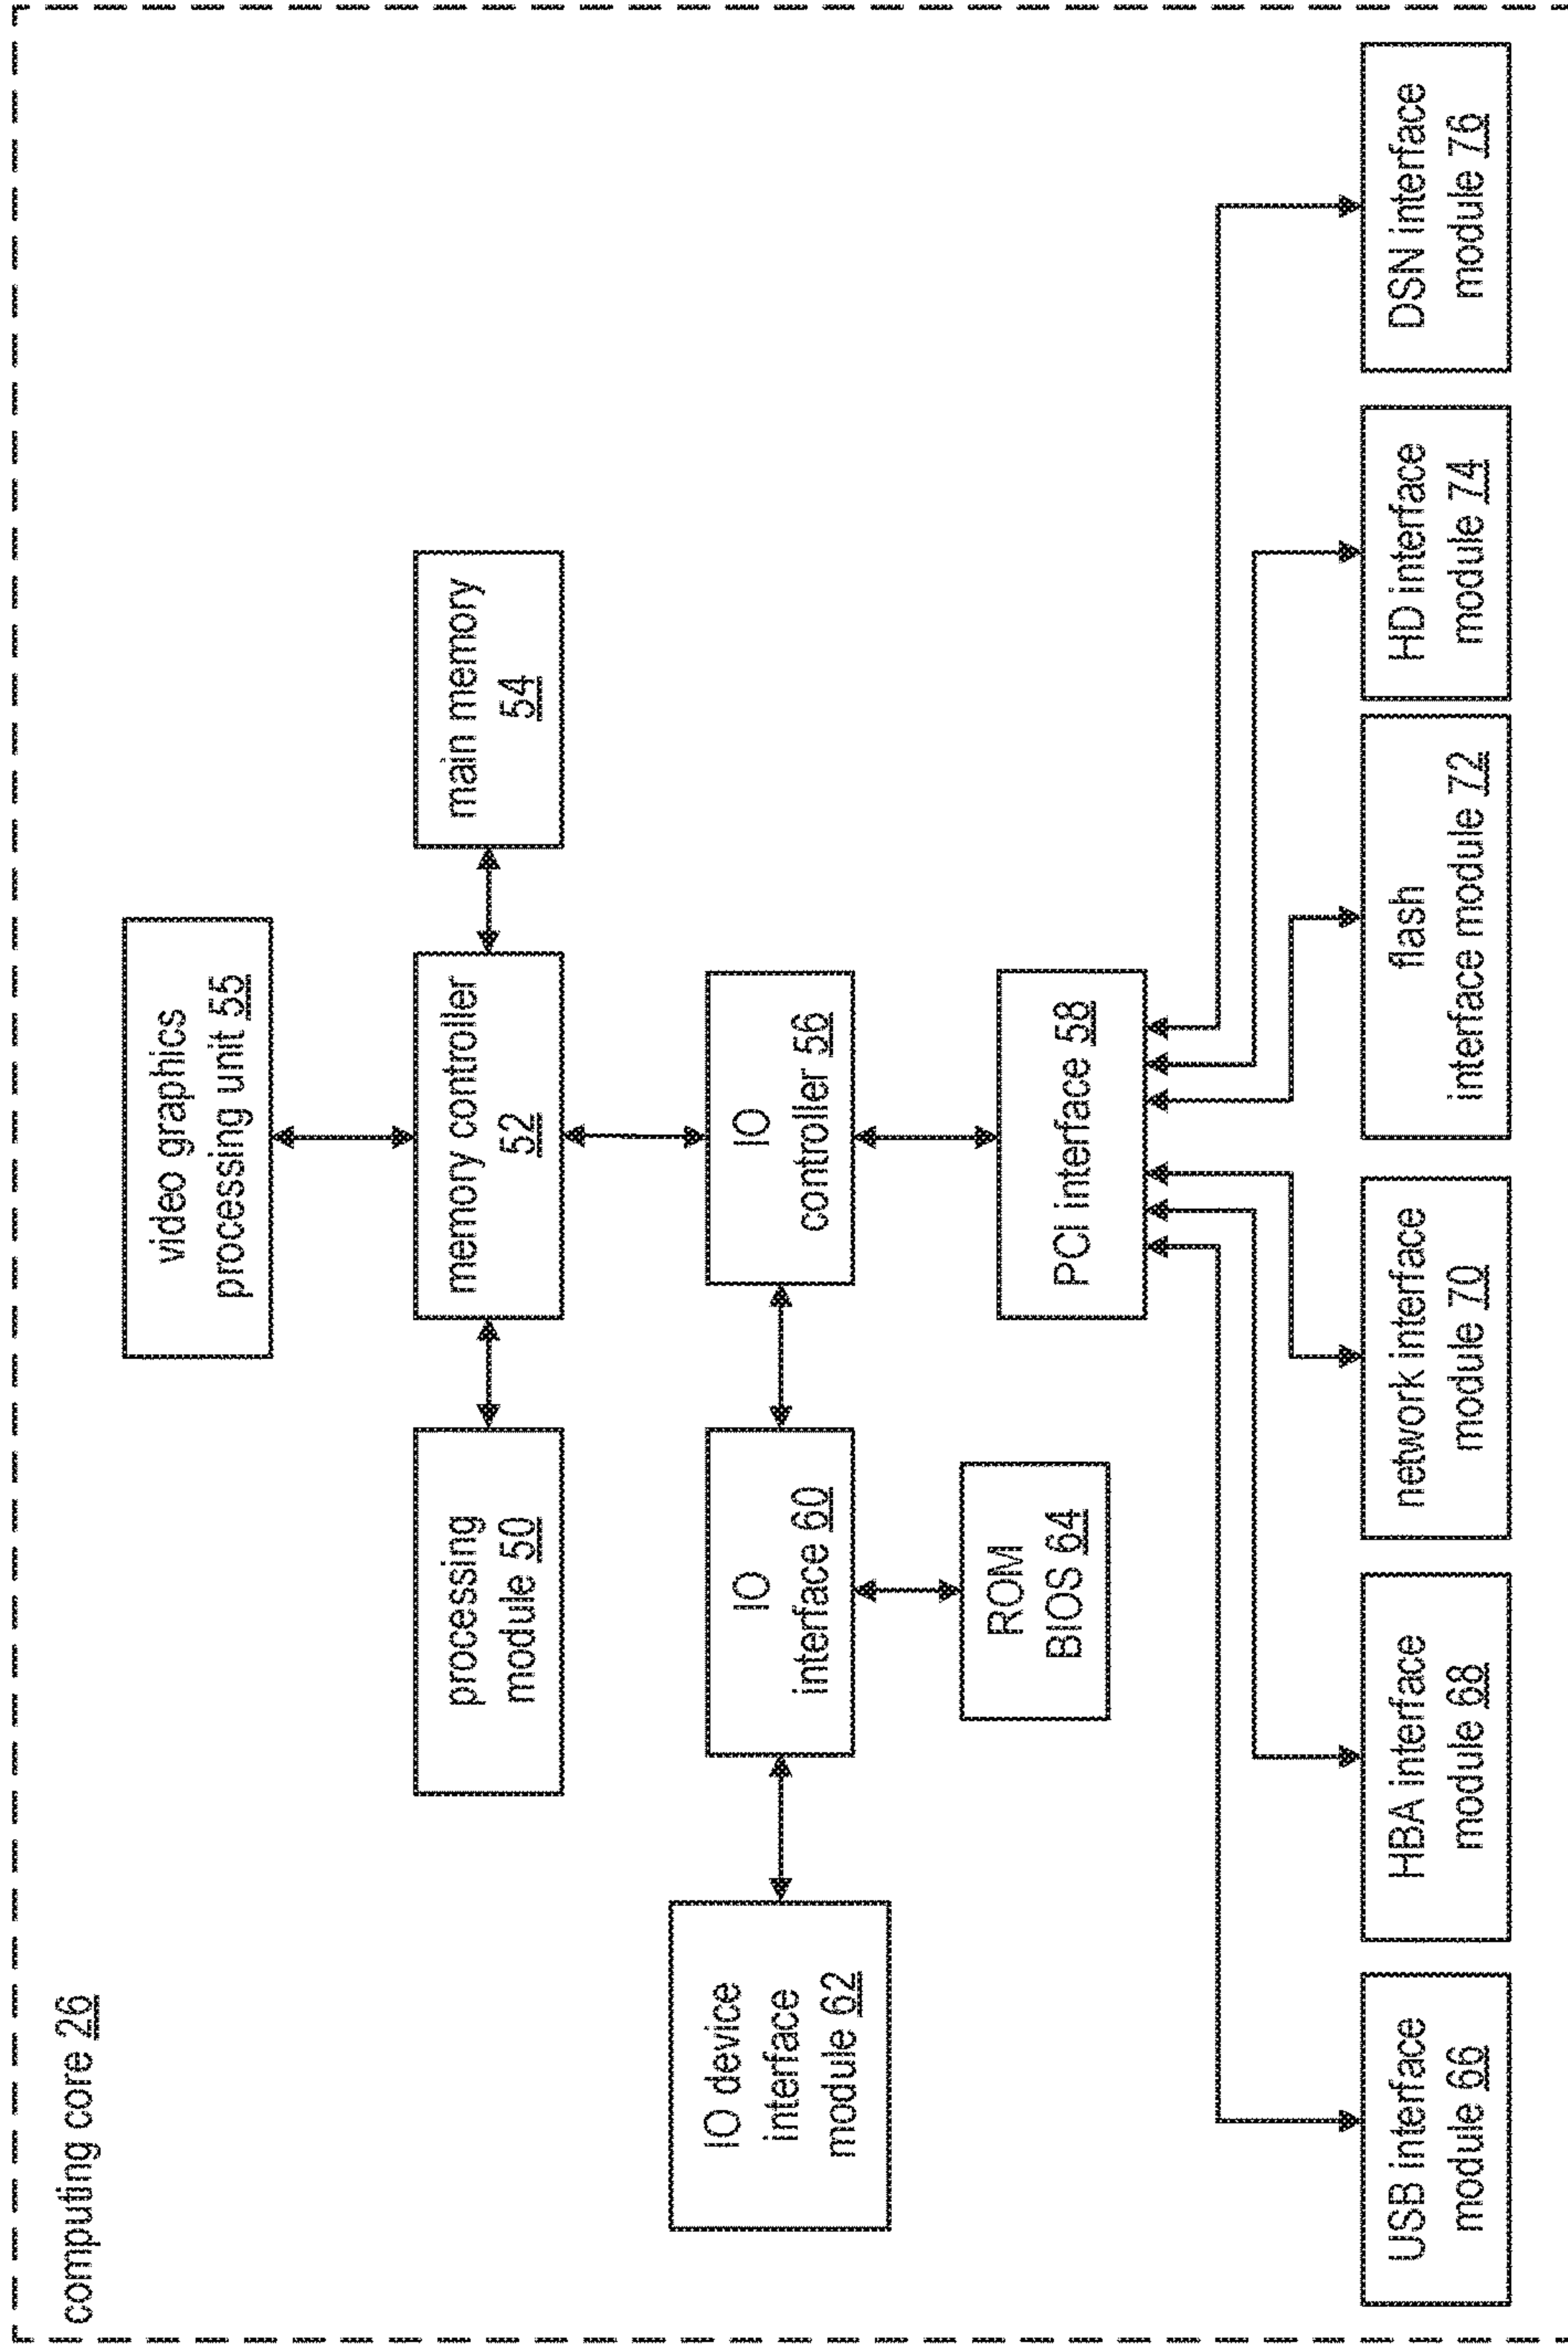 computing core 26
video graphics
processing unit 55
processing
module 50
memory controller
52
main memory
54
IO device
interface
module 62
IO
interface 60
IO
controller 56
ROM
BIOS 64
PCI interface 58
USB interface
module 66
HBA interface
module 68
network interface
module 70
flash
interface module 72
HD interface
module 74
DSN interface
module 76